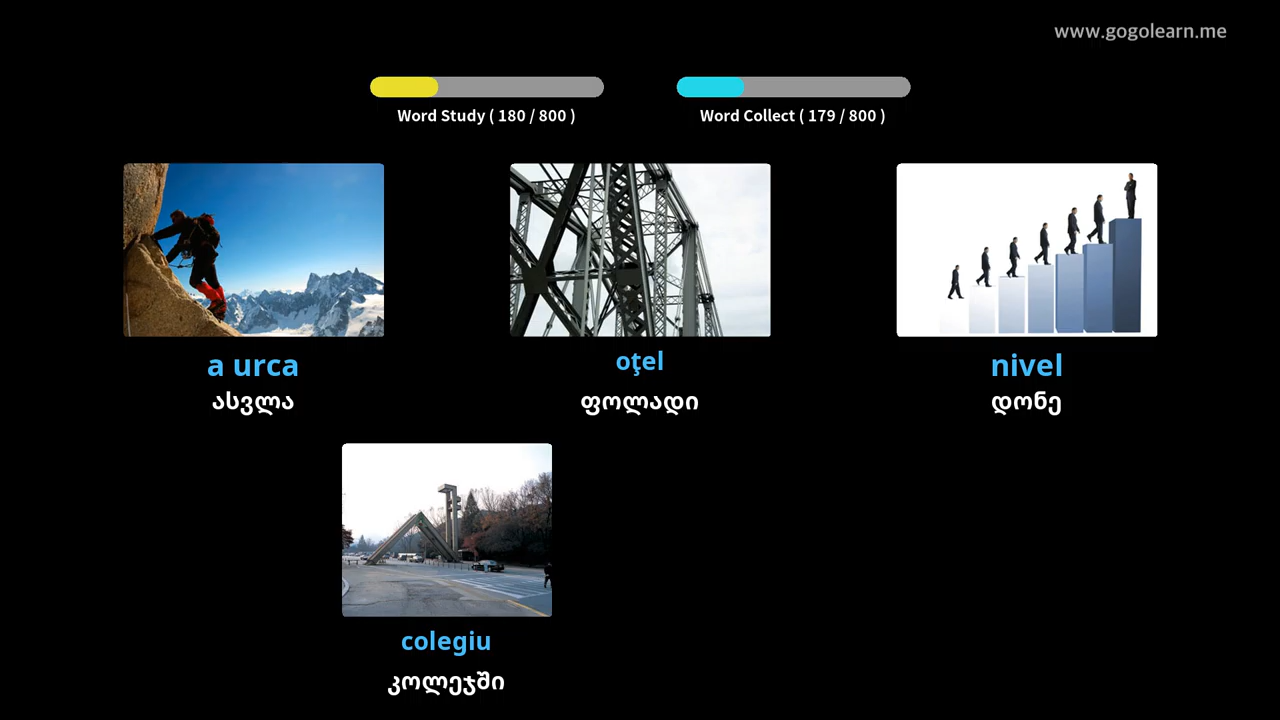 www.gogolearn.me
Word Study ( 180 / 800 )
Word Collect ( 179 / 800 )
a urca
ასვლა
oţel
ფოლადი
nivel
დონე
colegiu
კოლეჯში